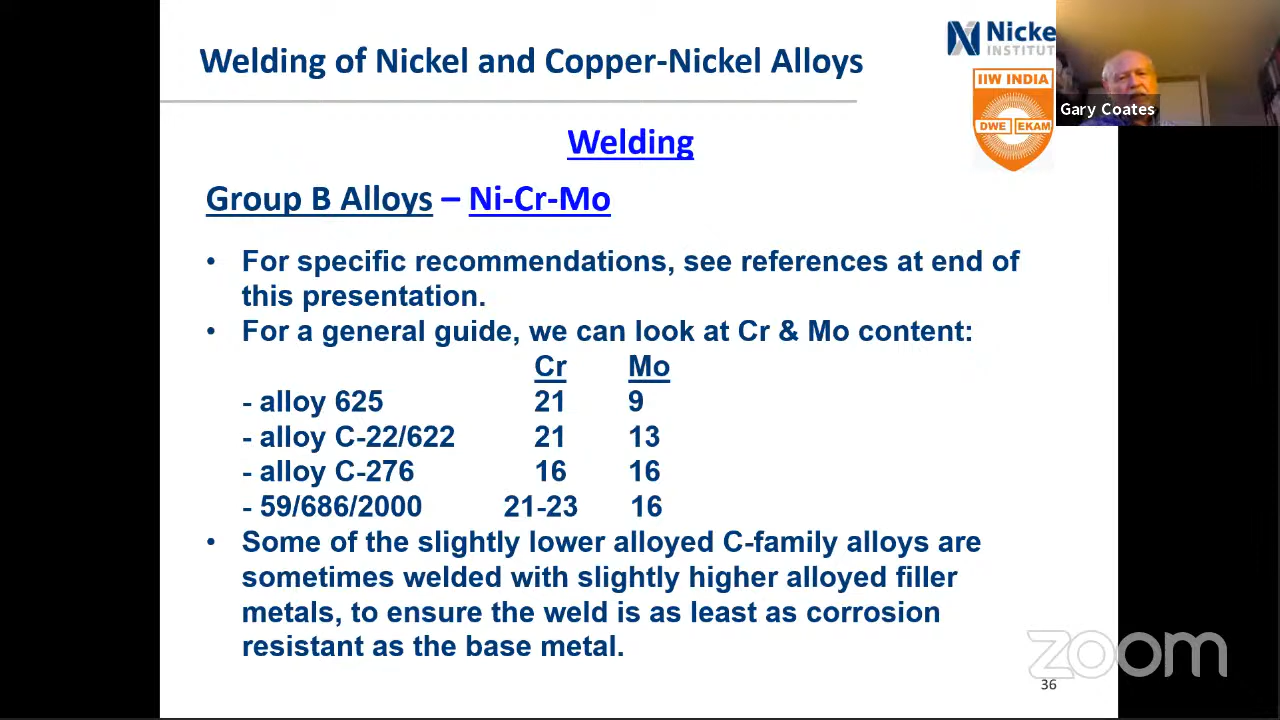 Welding of Nickel and Copper-Nickel Alloys
Nicke
INSTITUT
IIW INDIA
DWE EKAM
Gary Coates
Welding
Group B Alloys – Ni-Cr-Mo
• For specific recommendations, see references at end of
this presentation.
• For a general guide, we can look at Cr & Mo content:
Cr Mo
- alloy 625 21 9
- alloy C-22/622 21 13
- alloy C-276 16 16
- 59/686/2000 21-23 16
• Some of the slightly lower alloyed C-family alloys are
sometimes welded with slightly higher alloyed filler
metals, to ensure the weld is as least as corrosion
resistant as the base metal.
zoom
36